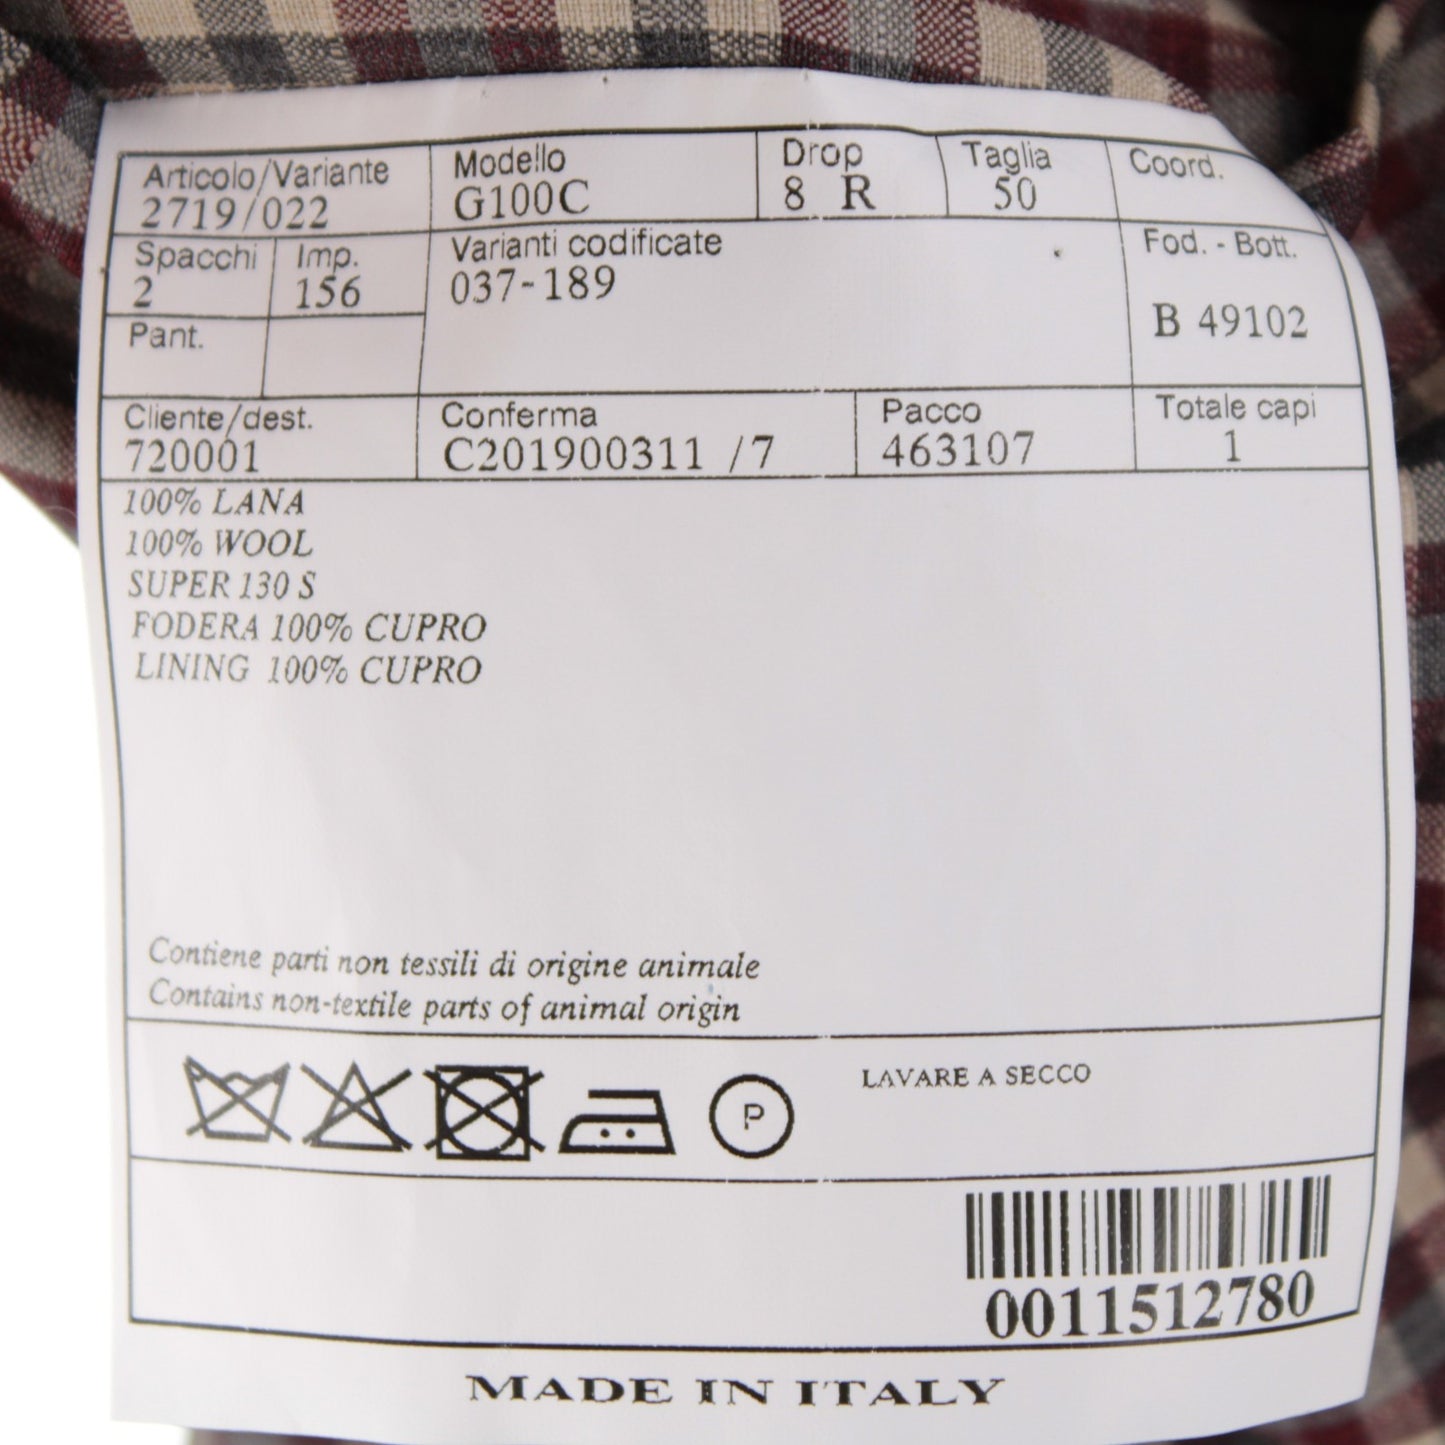 Articolo/Variante Modello Drop Taglia Coord.
2719/022 G100C 8 R 50
Spacchi Imp. Varianti codificate Fod. - Bott.
2 156 037-189 B 49102
Pant.
Cliente/dest. Conferma Pacco Totale capi
720001 C201900311 /7 463107 1
100% LANA
100% WOOL
SUPER 130 S
FODERA 100% CUPRO
LINING 100% CUPRO
Contiene parti non tessili di origine animale
Contains non-textile parts of animal origin
P LAVARE A SECCO
0011512780
MADE IN ITALY